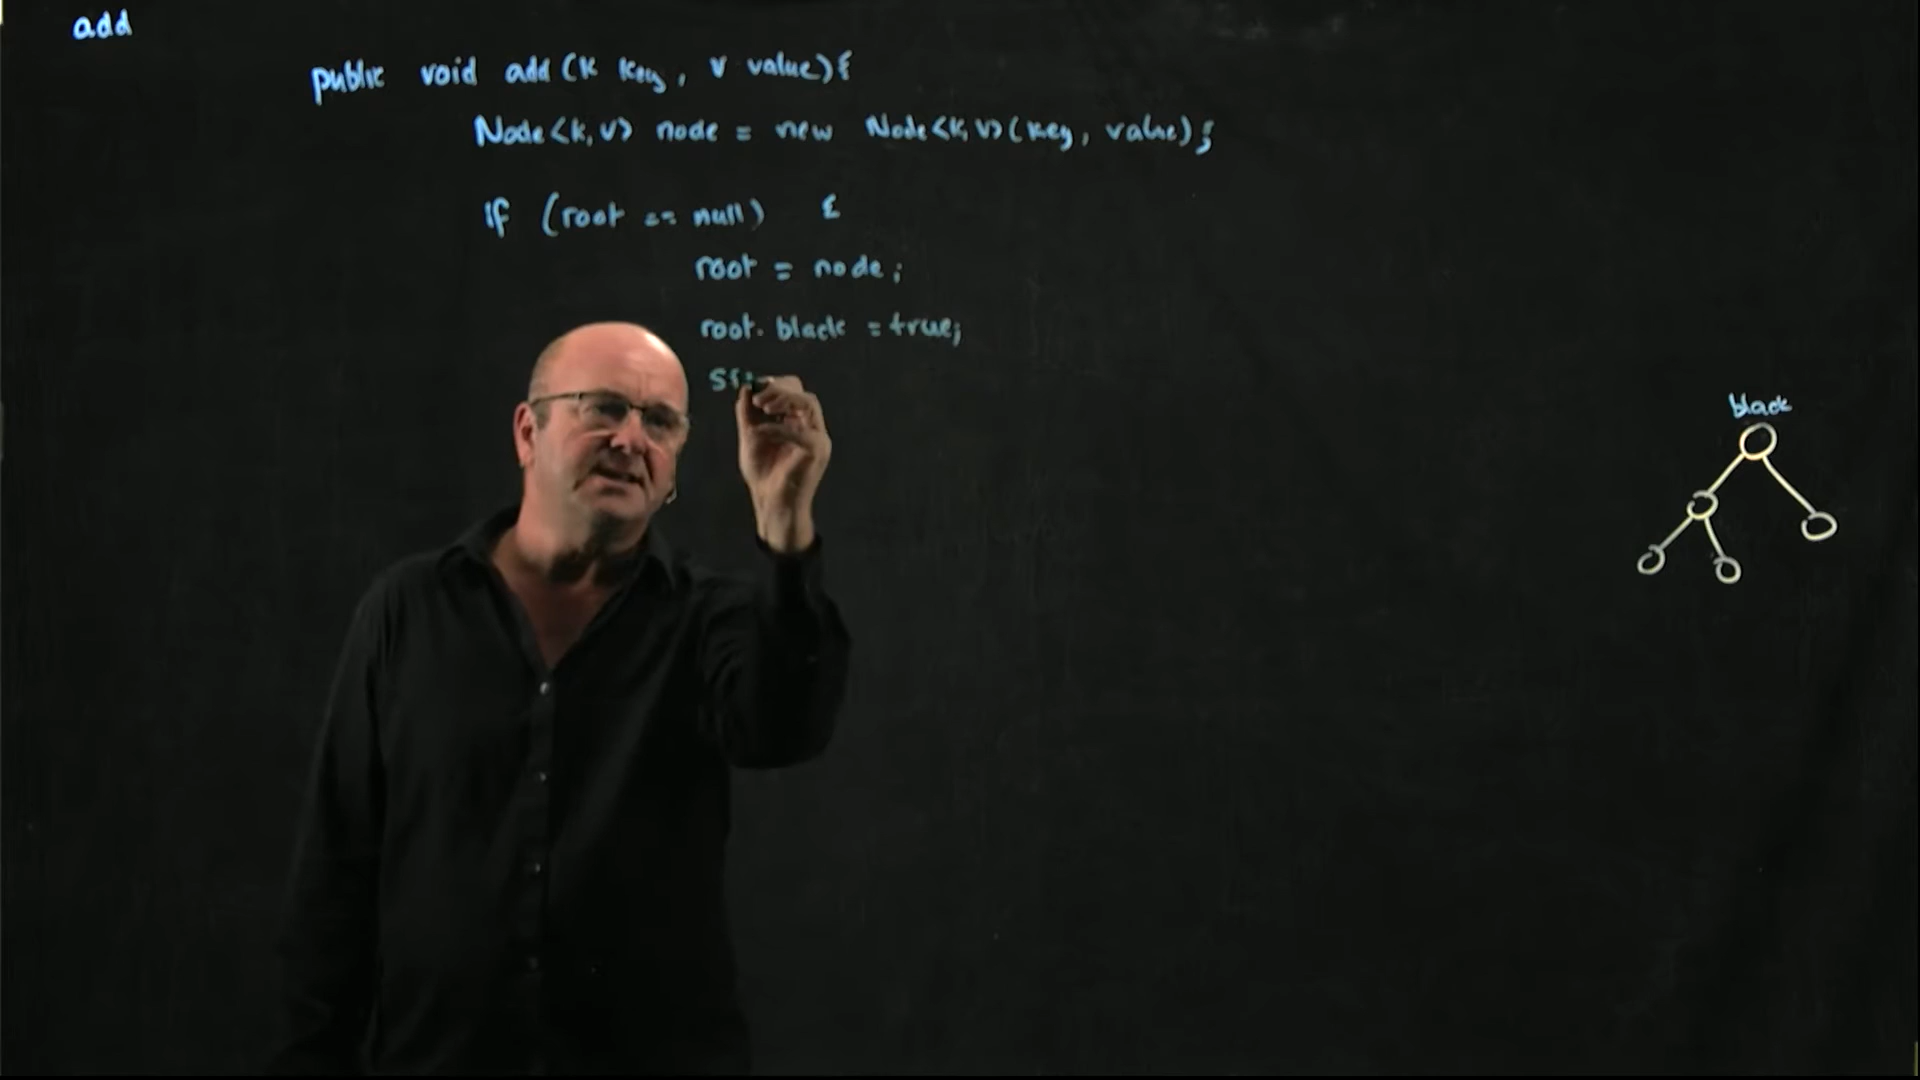 add
public void add(K key, V value){
Node<K,V> node = new Node<K,V>(key, value);
if (root == null) {
root = node;
root.black = true;
black